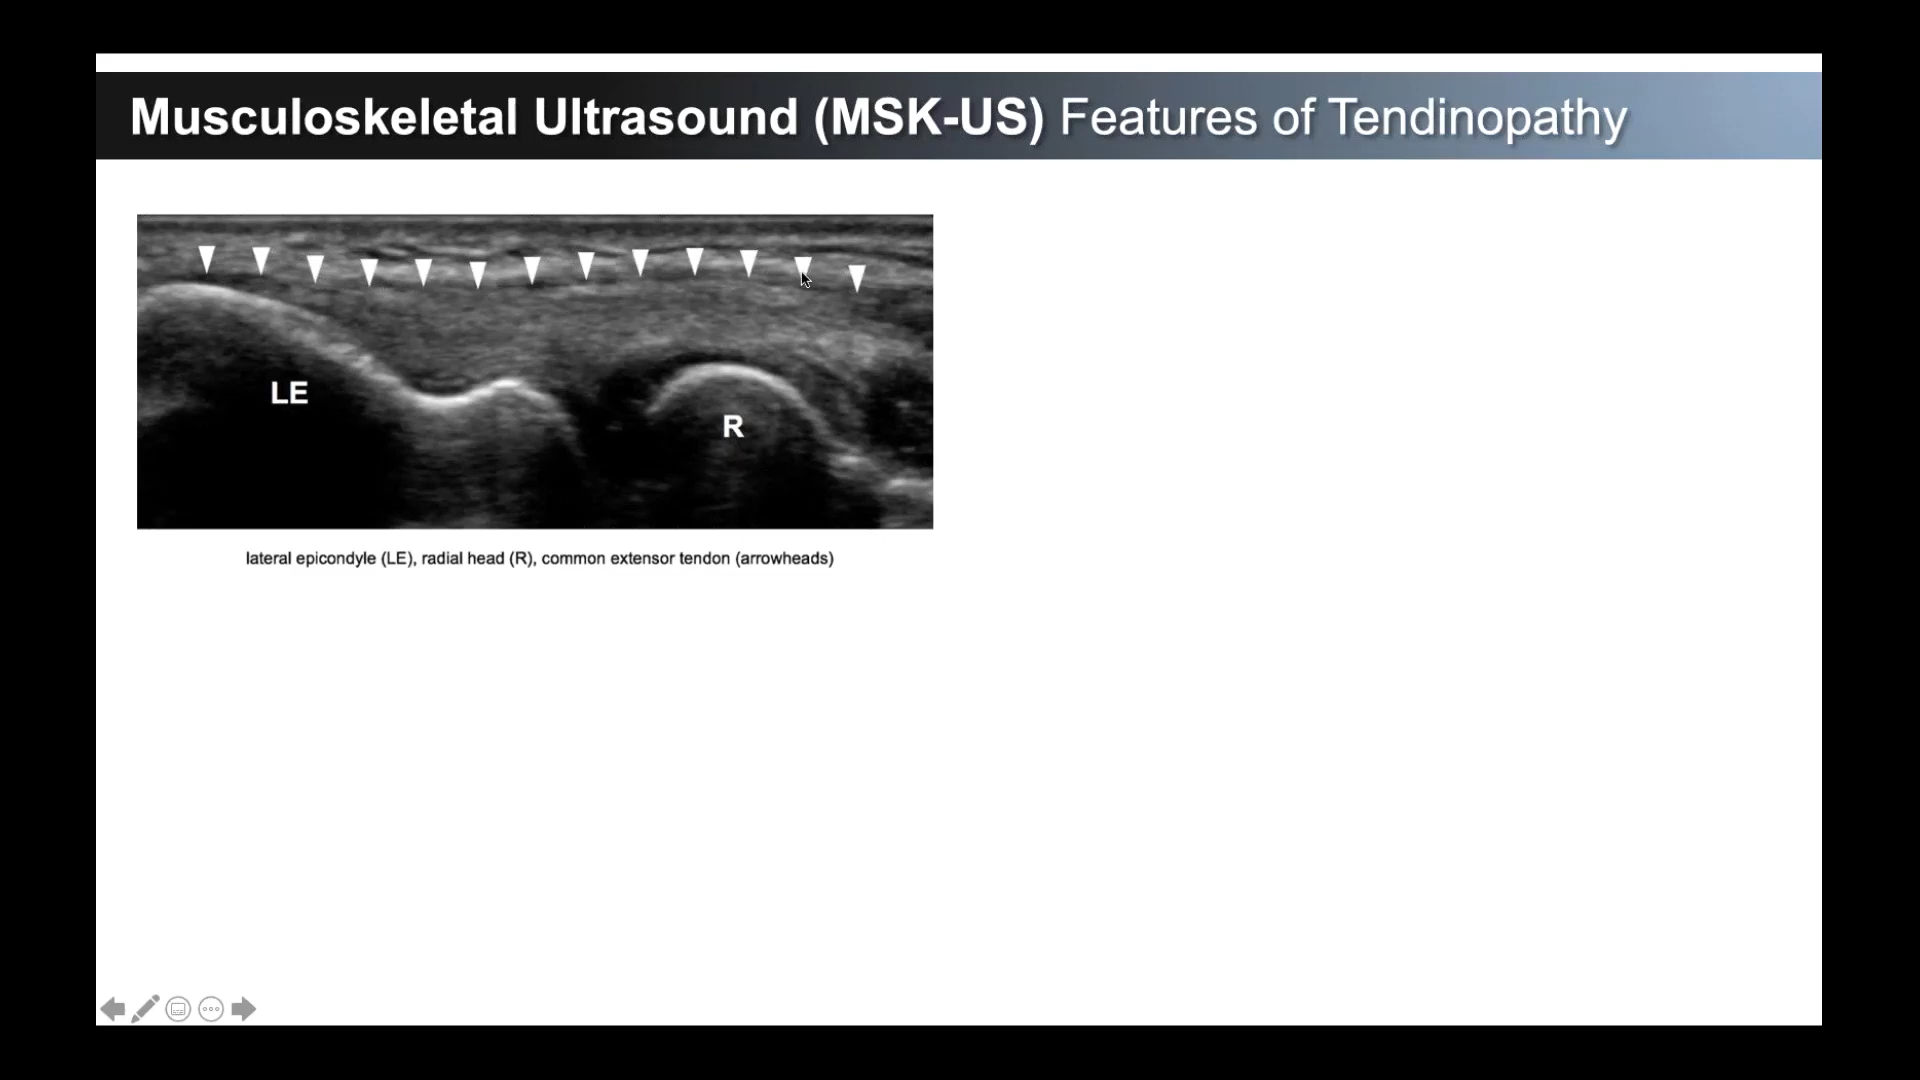 Musculoskeletal Ultrasound (MSK-US) Features of Tendinopathy
LE
R
lateral epicondyle (LE), radial head (R), common extensor tendon (arrowheads)